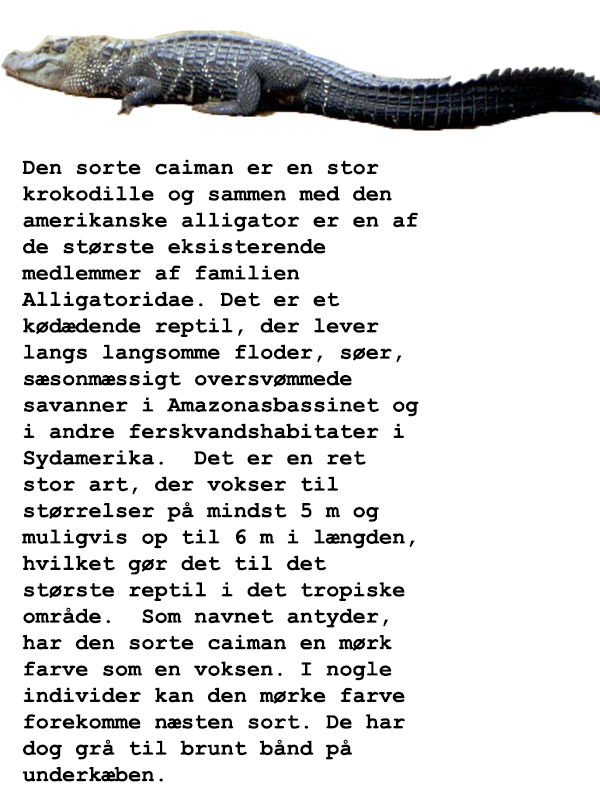 Den sorte caiman er en stor
krokodille og sammen med den
amerikanske alligator er en af
de største eksisterende
medlemmer af familien
Alligatoridae. Det er et
kødædende reptil, der lever
langs langsomme floder, søer,
sæsonmæssigt oversvømmede
savanner i Amazonasbassinet og
i andre ferskvandshabitater i
Sydamerika.  Det er en ret
stor art, der vokser til
størrelser på mindst 5 m og
muligvis op til 6 m i længden,
hvilket gør det til det
største reptil i det tropiske
område.  Som navnet antyder,
har den sorte caiman en mørk
farve som en voksen. I nogle
individer kan den mørke farve
forekomme næsten sort. De har
dog grå til brunt bånd på
underkæben.